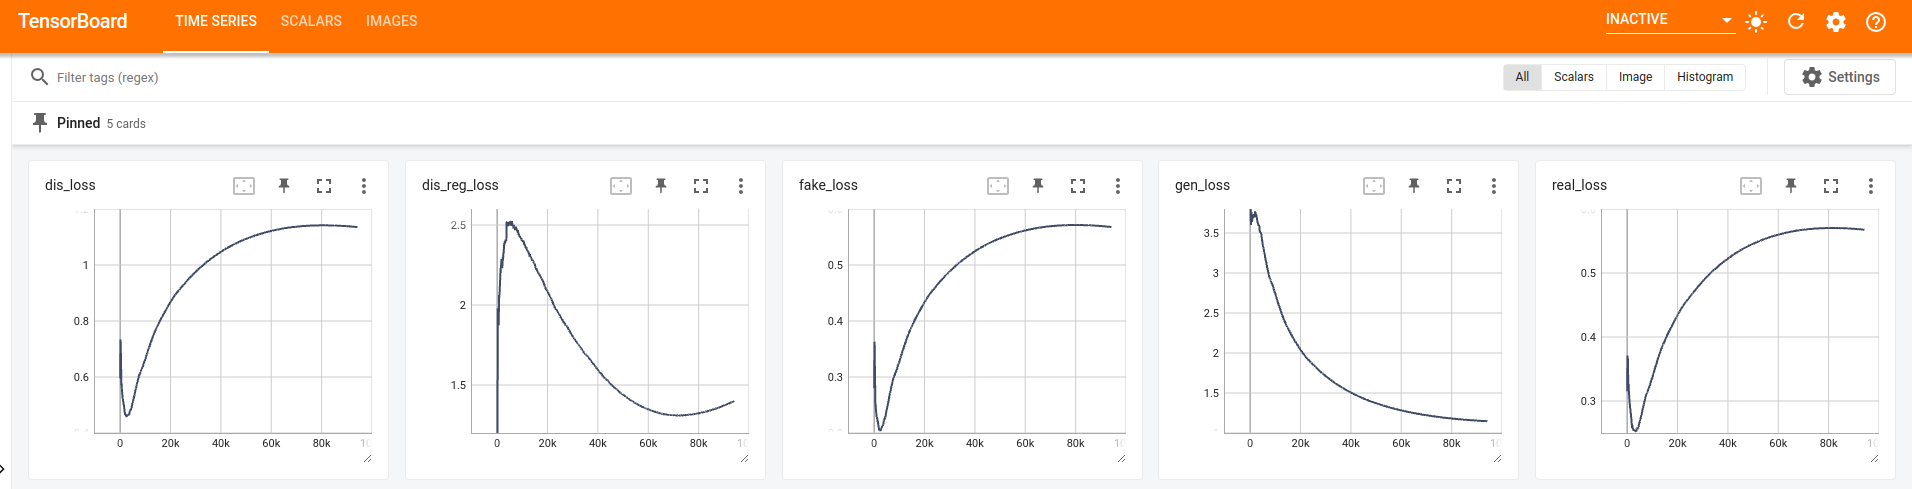 TensorBoard TIME SERIES SCALARS IMAGES INACTIVE
Filter tags (regex) All Scalars Image Histogram Settings
Pinned 5 cards
dis_loss
1
0.8
0.6
0 20k 40k 60k 80k
dis_reg_loss
2.5
2
1.5
0 20k 40k 60k 80k
fake_loss
0.5
0.4
0.3
0 20k 40k 60k 80k
gen_loss
3.5
3
2.5
2
1.5
0 20k 40k 60k 80k
real_loss
0.5
0.4
0.3
0 20k 40k 60k 80k